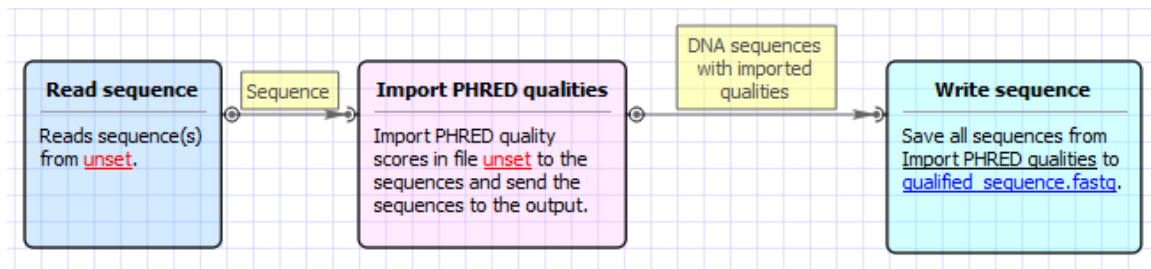 Read sequence
Reads sequence(s)
from unset.
Sequence
Import PHRED qualities
Import PHRED quality
scores in file unset to the
sequences and send the
sequences to the output.
DNA sequences
with imported
qualities
Write sequence
Save all sequences from
Import PHRED qualities to
qualified_sequence.fastq.